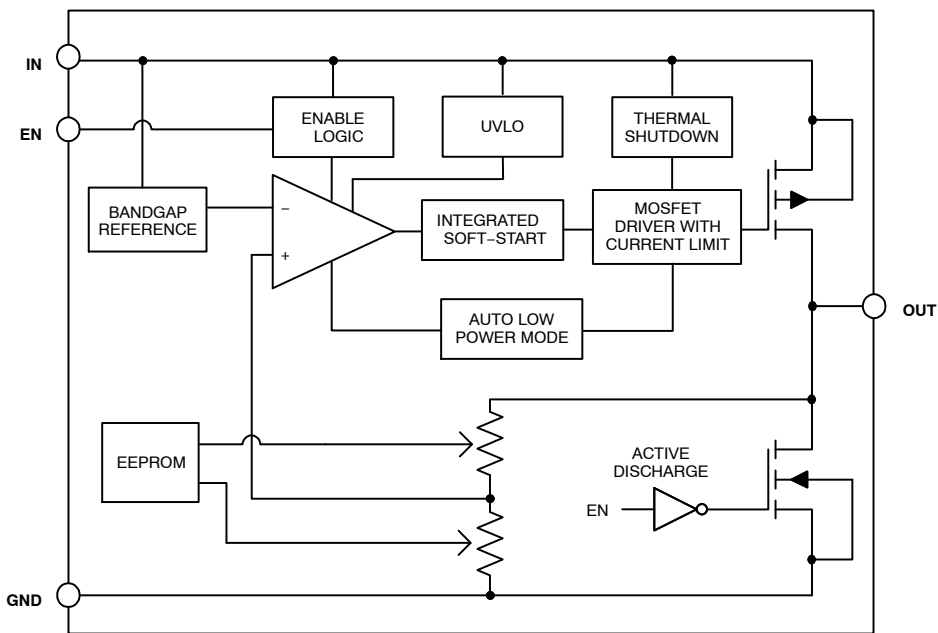 IN
EN
ENABLE
LOGIC
UVLO
THERMAL
SHUTDOWN
BANDGAP
REFERENCE
−
+
INTEGRATED
SOFT−START
MOSFET
DRIVER WITH
CURRENT LIMIT
AUTO LOW
POWER MODE
OUT
EEPROM
ACTIVE
DISCHARGE
EN
GND